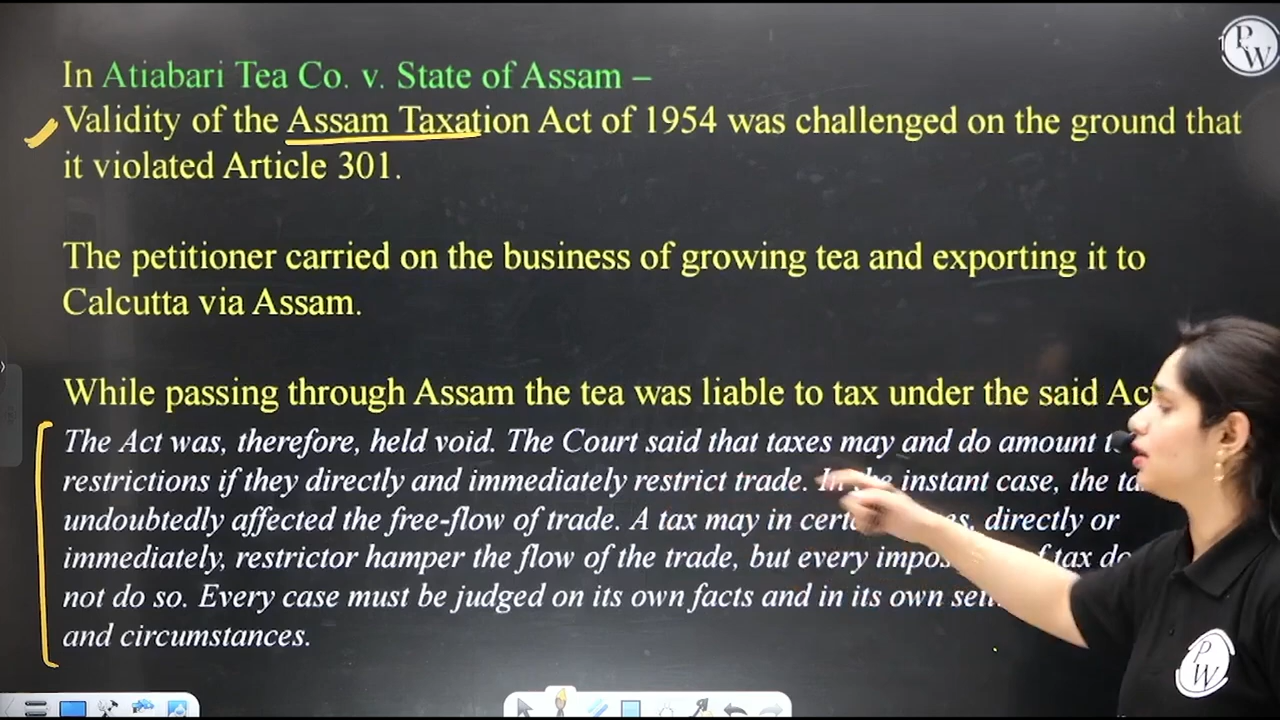 In Atiabari Tea Co. v. State of Assam –
Validity of the Assam Taxation Act of 1954 was challenged on the ground that
it violated Article 301.
The petitioner carried on the business of growing tea and exporting it to
Calcutta via Assam.
While passing through Assam the tea was liable to tax under the said Act
The Act was, therefore, held void. The Court said that taxes may and do amount
restrictions if they directly and immediately restrict trade. In the instant case, the
undoubtedly affected the free-flow of trade. A tax may in directly or
immediately, restrictor hamper the flow of the trade, but every of tax
not do so. Every case must be judged on its own facts and in its own
and circumstances.
PW
PW